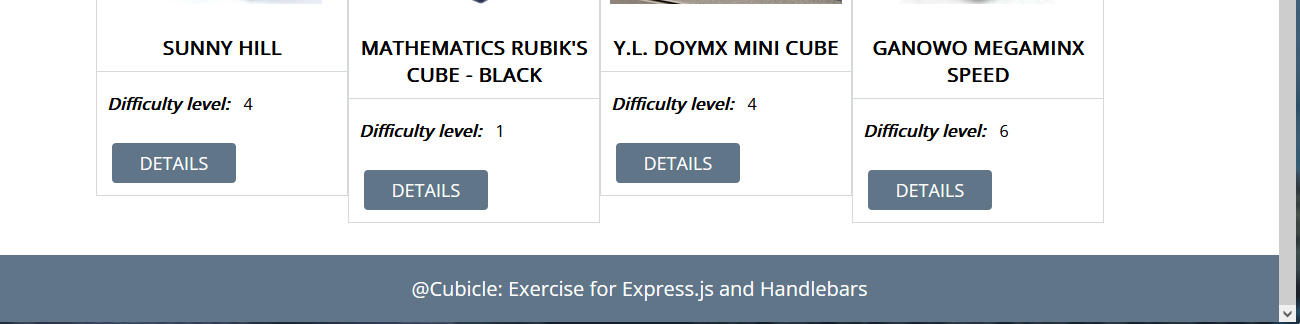 SUNNY HILL
Difficulty level: 4
DETAILS
MATHEMATICS RUBIK'S
CUBE - BLACK
Difficulty level: 1
DETAILS
Y.L. DOYMX MINI CUBE
Difficulty level: 4
DETAILS
GANOWO MEGAMINX
SPEED
Difficulty level: 6
DETAILS
@Cubicle: Exercise for Express.js and Handlebars